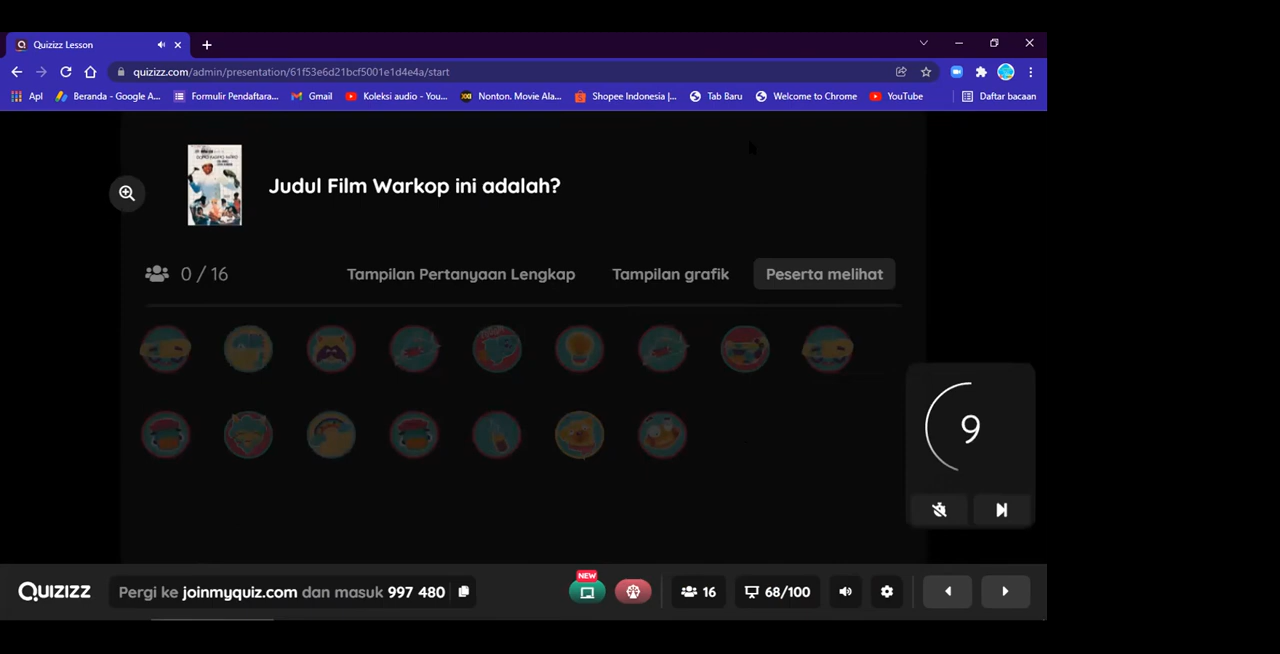 Quizizz Lesson
quizizz.com/admin/presentation/61f53e6d21bcf5001e1d4e4a/start
Apl
Beranda - Google A...
Formulir Pendaftara...
Gmail
Koleksi audio - You...
Nonton. Movie Ala...
Shopee Indonesia |...
Tab Baru
Welcome to Chrome
YouTube
Daftar bacaan
Judul Film Warkop ini adalah?
0 / 16
Tampilan Pertanyaan Lengkap
Tampilan grafik
Peserta melihat
9
QUIZIZZ
Pergi ke joinmyquiz.com dan masuk 997 480
NEW
16
68/100